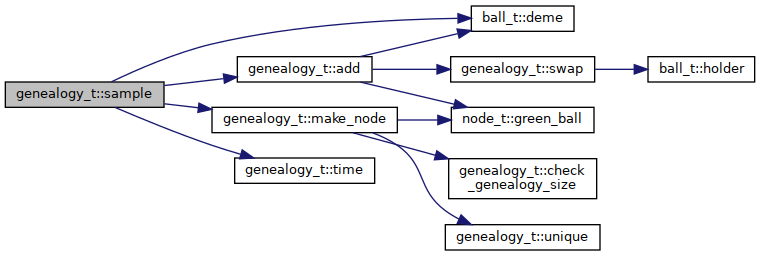 genealogy_t::sample
ball_t::deme
genealogy_t::add
genealogy_t::swap
ball_t::holder
genealogy_t::make_node
node_t::green_ball
genealogy_t::time
genealogy_t::check
_genealogy_size
genealogy_t::unique